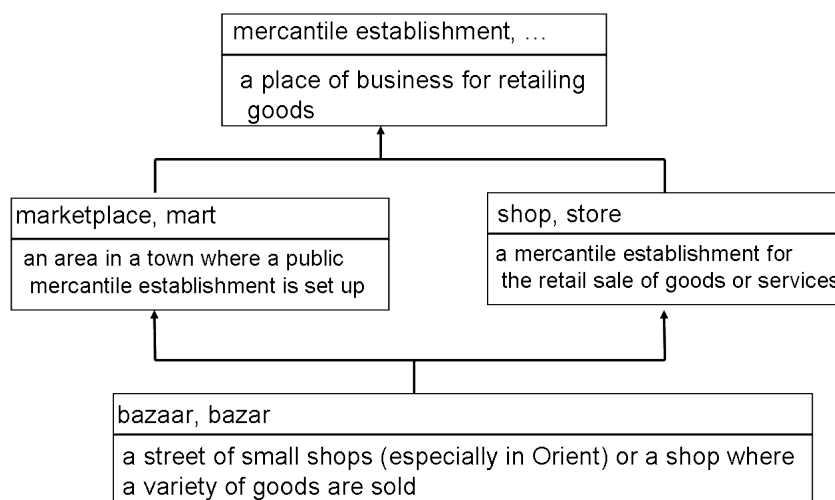 mercantile establishment, ...
a place of business for retailing
goods
marketplace, mart
an area in a town where a public
mercantile establishment is set up
shop, store
a mercantile establishment for
the retail sale of goods or services
bazaar, bazar
a street of small shops (especially in Orient) or a shop where
a variety of goods are sold